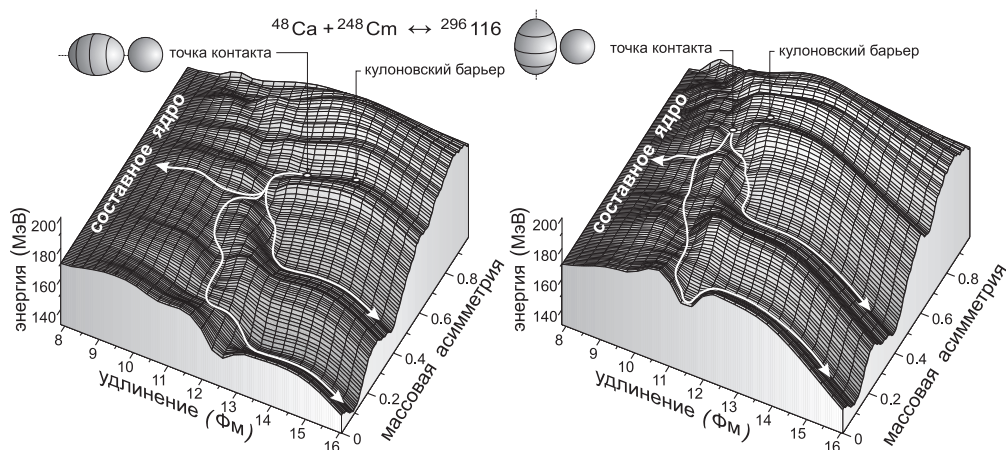 ⁴⁸Ca + ²⁴⁸Cm ↔ ²⁹⁶116
точка контакта
кулоновский барьер
составное ядро
энергия (МэВ)
200
180
160
140
8
9
10
11
12
13
14
15
16
удлинение (Фм)
0
0.2
0.4
0.6
0.8
массовая асимметрия
точка контакта
кулоновский барьер
составное ядро
энергия (МэВ)
200
180
160
140
8
9
10
11
12
13
14
15
16
удлинение (Фм)
0
0.2
0.4
0.6
0.8
массовая асимметрия